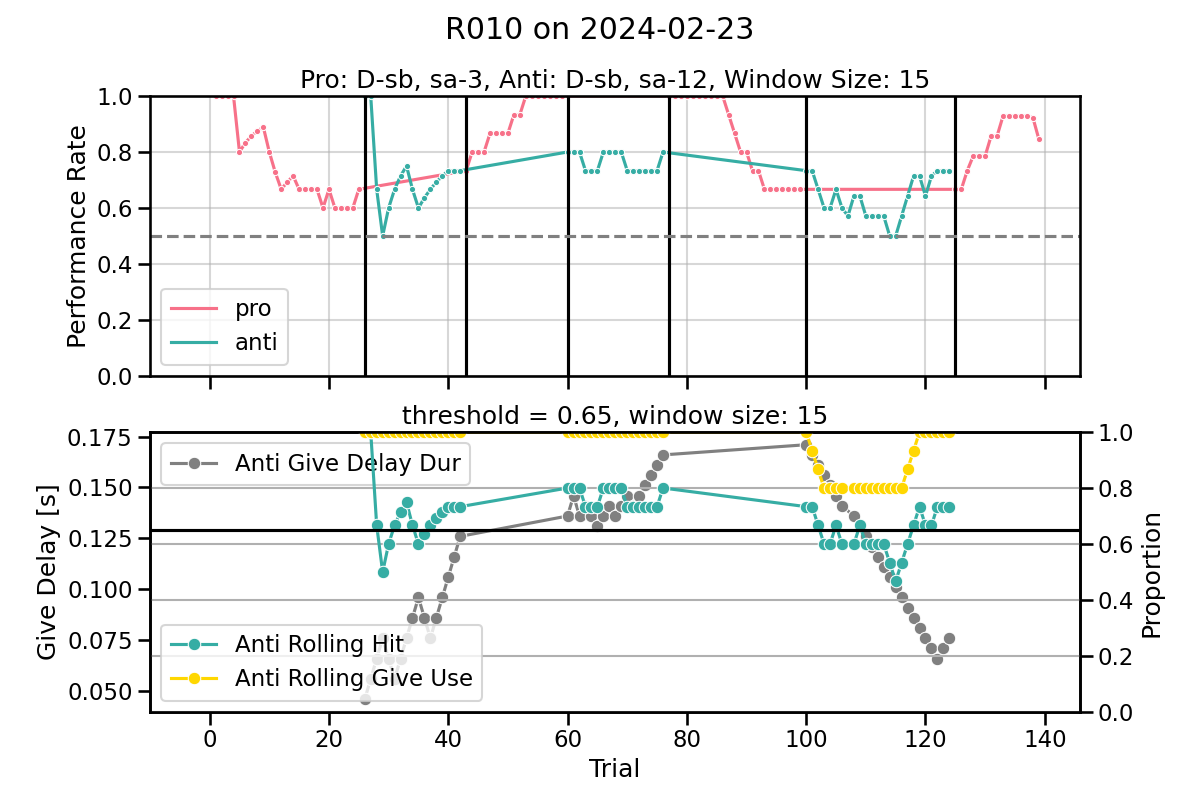 R010 on 2024-02-23
Pro: D-sb, sa-3, Anti: D-sb, sa-12, Window Size: 15
Performance Rate
1.0
0.8
0.6
0.4
0.2
0.0
pro
anti
threshold = 0.65, window size: 15
Give Delay [s]
0.175
0.150
0.125
0.100
0.075
0.050
Anti Give Delay Dur
Anti Rolling Hit
Anti Rolling Give Use
1.0
0.8
0.6
0.4
0.2
0.0
Proportion
0 20 40 60 80 100 120 140
Trial